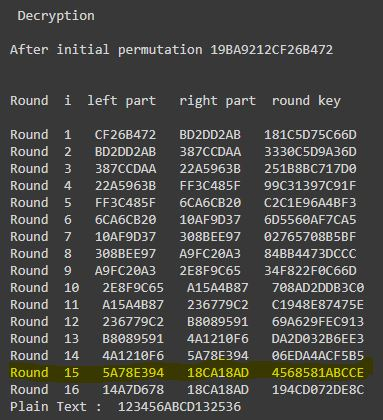 Decryption
After initial permutation 19BA9212CF26B472
Round i left part right part round key
Round 1 CF26B472 BD2DD2AB 181C5D75C66D
Round 2 BD2DD2AB 387CCDAA 3330C5D9A36D
Round 3 387CCDAA 22A5963B 251B8BC717D0
Round 4 22A5963B FF3C485F 99C31397C91F
Round 5 FF3C485F 6CA6CB20 C2C1E96A4BF3
Round 6 6CA6CB20 10AF9D37 6D5560AF7CA5
Round 7 10AF9D37 308BEE97 02765708B5BF
Round 8 308BEE97 A9FC20A3 84BB4473DCCC
Round 9 A9FC20A3 2E8F9C65 34F822F0C66D
Round 10 2E8F9C65 A15A4B87 708AD2DDB3C0
Round 11 A15A4B87 236779C2 C1948E87475E
Round 12 236779C2 B8089591 69A629FEC913
Round 13 B8089591 4A1210F6 DA2D032B6EE3
Round 14 4A1210F6 5A78E394 06EDA4ACF5B5
Round 15 5A78E394 18CA18AD 4568581ABCCE
Round 16 14A7D678 18CA18AD 194CD072DE8C
Plain Text : 123456ABCD132536